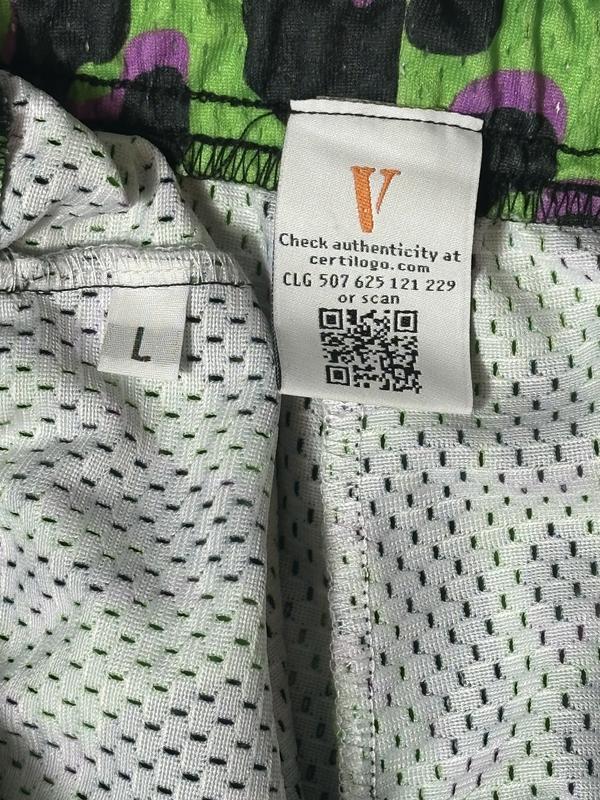 V
Check authenticity at
certilogo.com
CLG 507 625 121 229
or scan
L